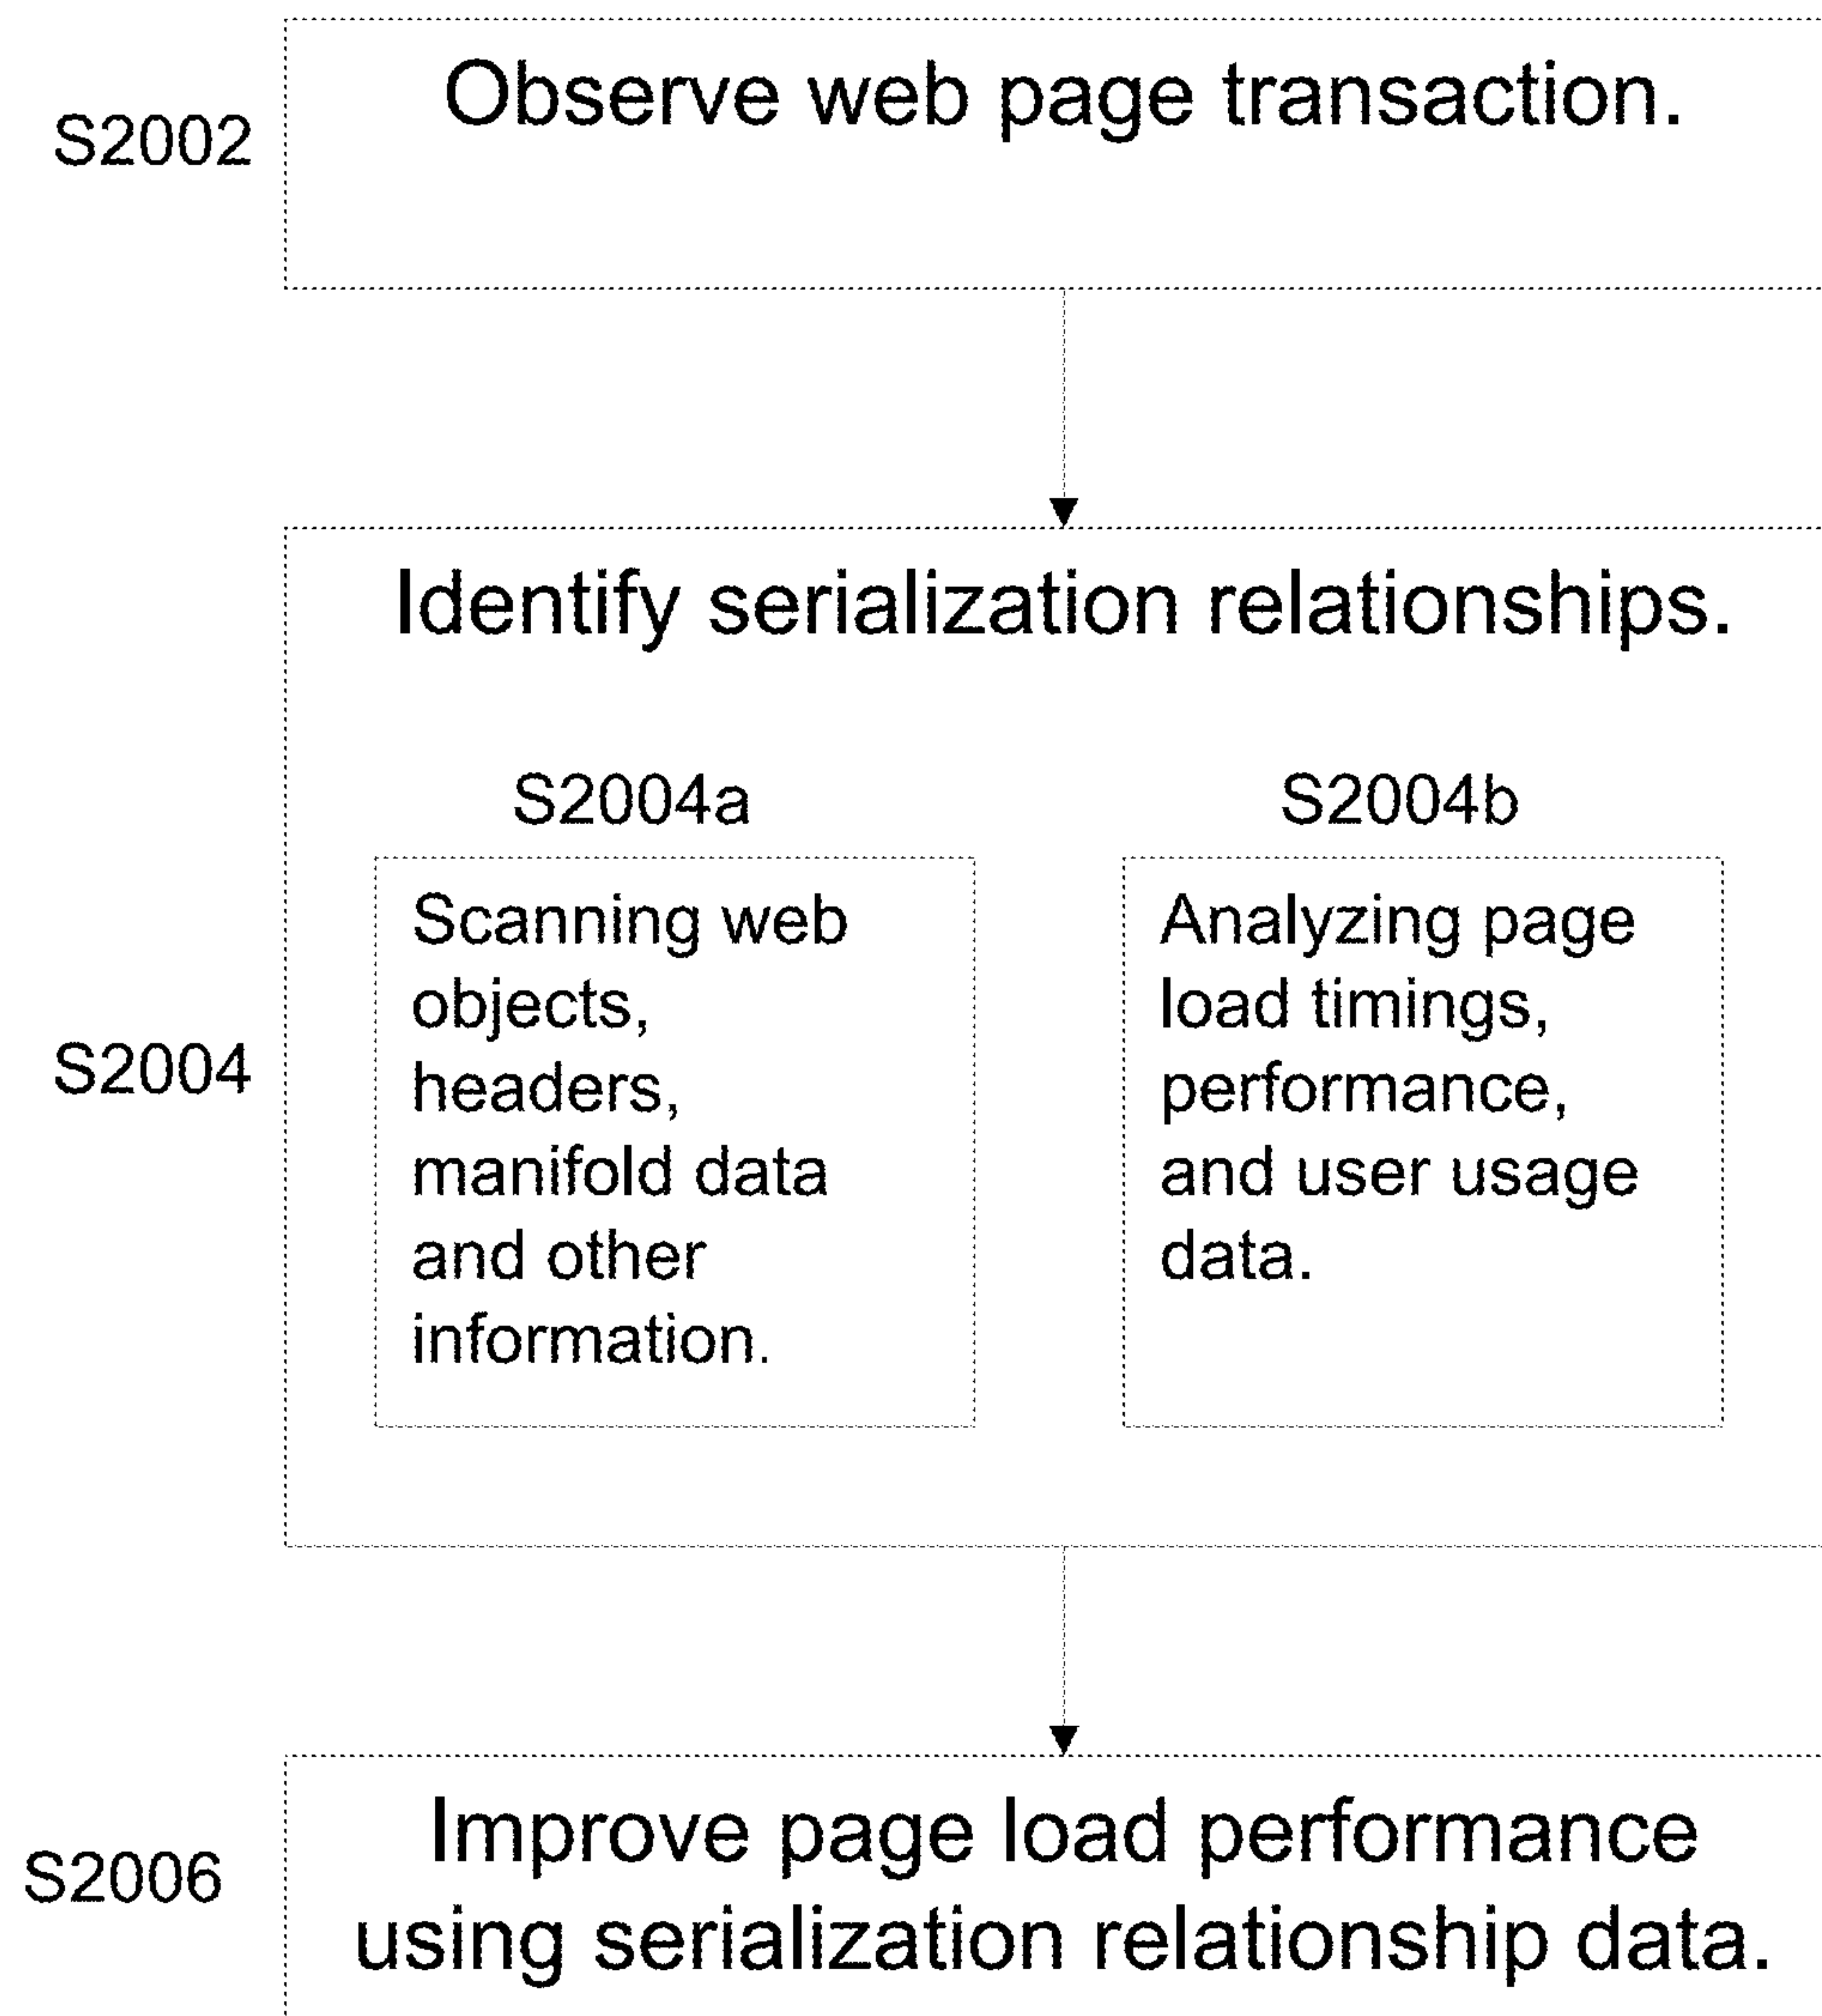 S2002
Observe web page transaction.
S2004
Identify serialization relationships.
S2004a
Scanning web
objects,
headers,
manifold data
and other
information.
S2004b
Analyzing page
load timings,
performance,
and user usage
data.
S2006
Improve page load performance
using serialization relationship data.